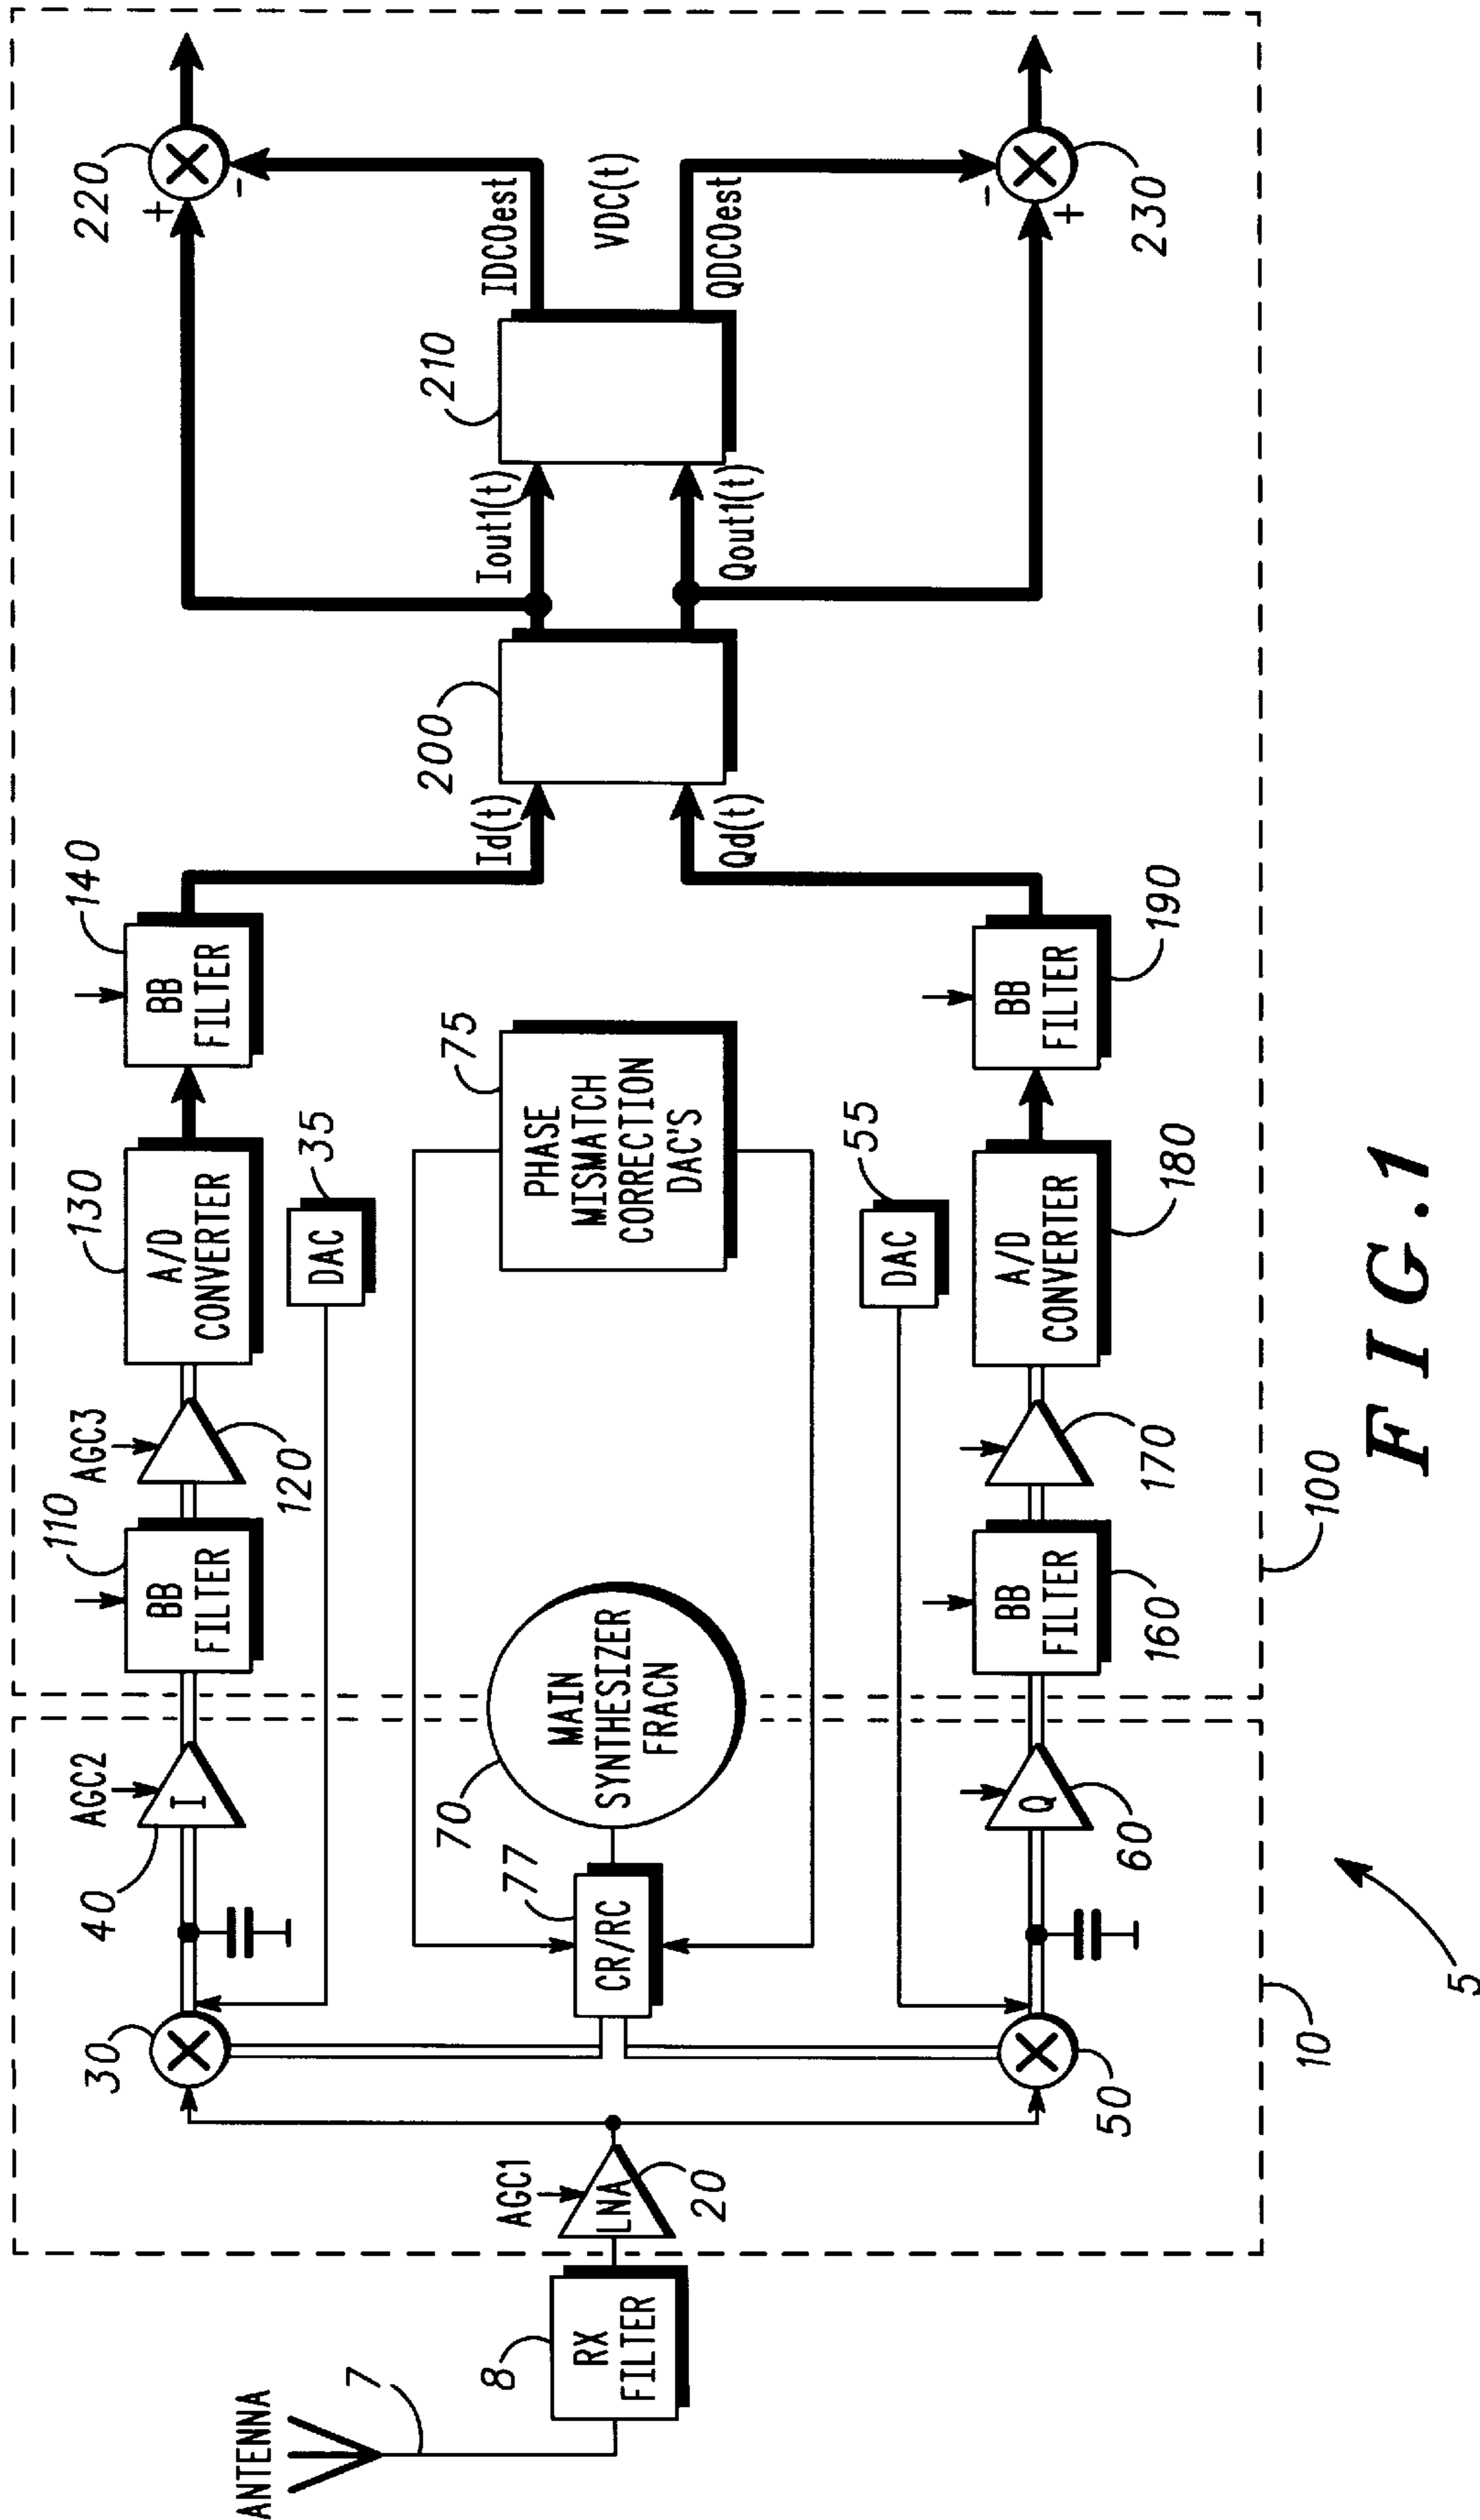 ANTENNA
7
8
RX
FILTER
AGC1
LNA
20
30
40
AGC2
I
110
BB
FILTER
AGC3
120
130
A/D
CONVERTER
140
BB
FILTER
35
DAC
70
MAIN
SYNTHESIZER
FRACN
77
CR/RC
75
PHASE
MISMATCH
CORRECTION
DAC'S
55
DAC
50
60
Q
160
BB
FILTER
170
180
A/D
CONVERTER
190
BB
FILTER
Id(t)
Qd(t)
200
Iout1(t)
Qout1(t)
210
IDCOest
VDC(t)
QDCOest
220
+
-
230
-
+
5
10
100
FIG.1